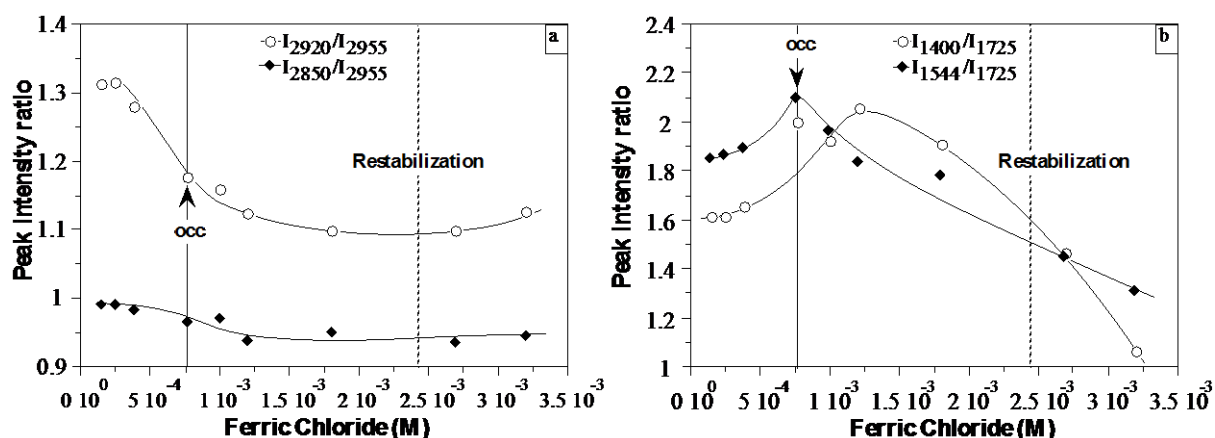 1.4
1.3
1.2
1.1
1
0.9
Peak Intensity ratio
I2920/I2955
I2850/I2955
a
Restabilization
occ
0 10^0
5 10^-4
1 10^-3
1.5 10^-3
2 10^-3
2.5 10^-3
3 10^-3
3.5 10^-3
Ferric Chloride (M)
2.4
2.2
2
1.8
1.6
1.4
1.2
1
Peak Intensity ratio
occ
I1400/I1725
I1544/I1725
b
Restabilization
0 10^0
5 10^-4
1 10^-3
1.5 10^-3
2 10^-3
2.5 10^-3
3 10^-3
3.5 10^-3
Ferric Chloride (M)